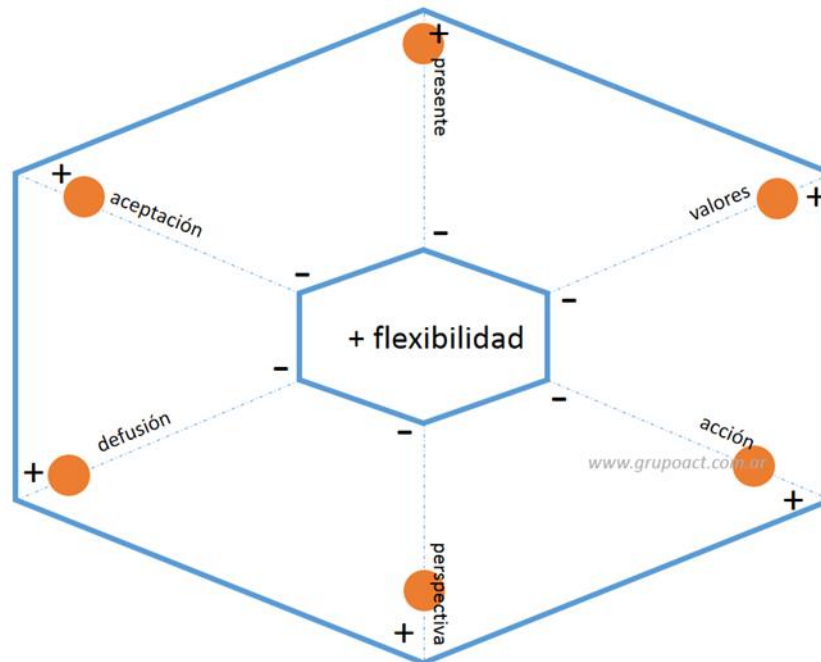 +
presente
+
aceptación
valores
+
–
–
–
+ flexibilidad
–
–
–
defusión
acción
www.grupoact.com.ar
+
+
perspectiva
+